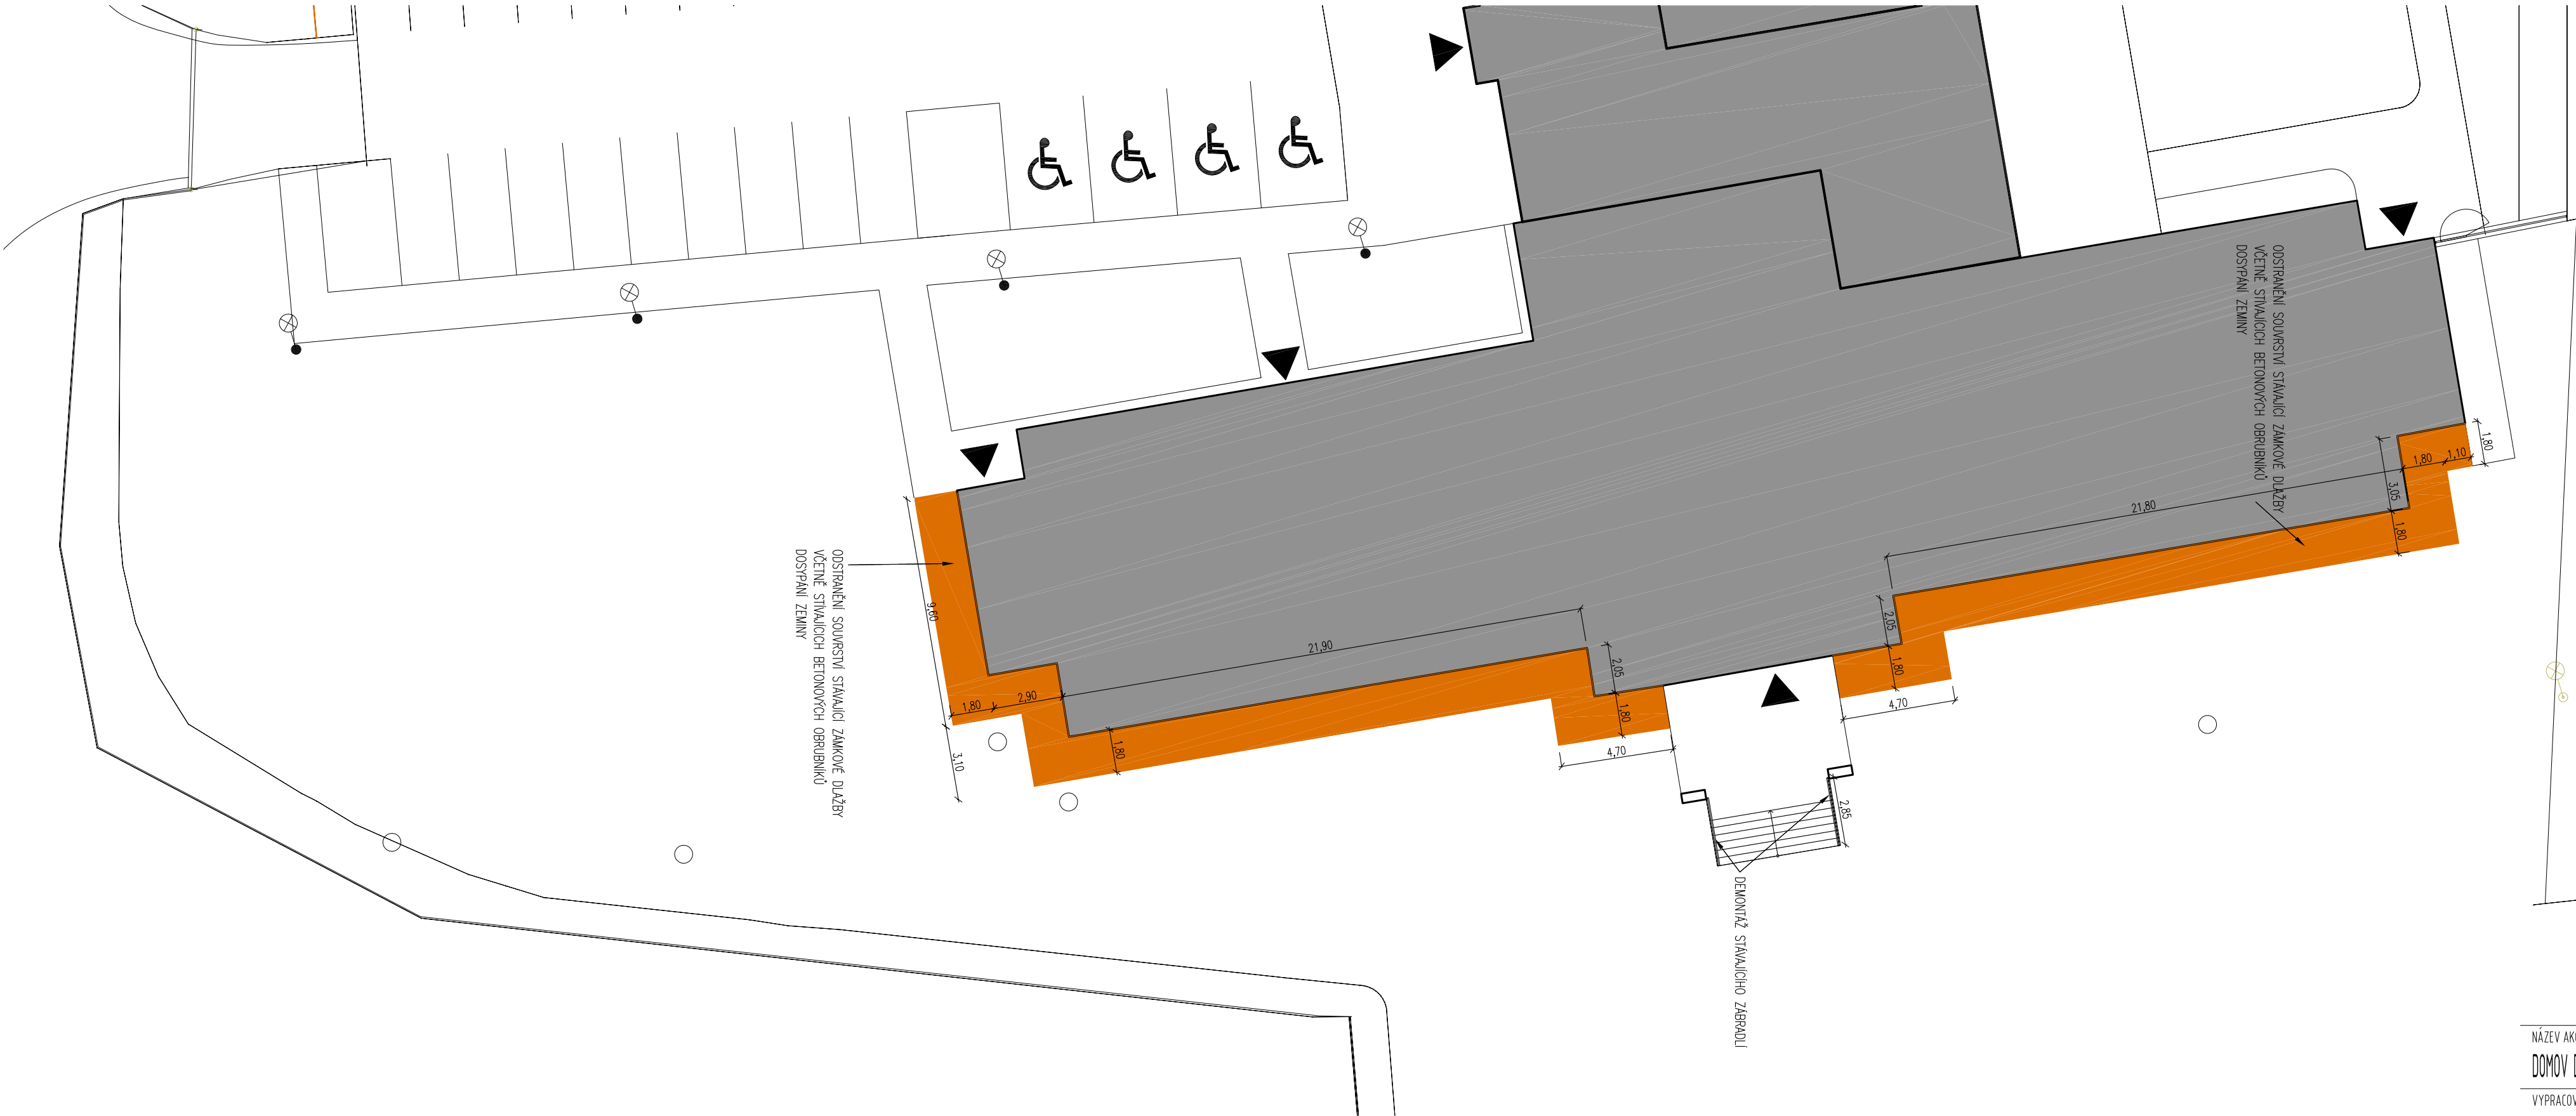 ODSTRANĚNÍ SOUVRSTVÍ STÁVAJÍCÍ ZÁMKOVÉ DLAŽBY
VČETNĚ STÍVAJÍCICH BETONOVÝCH OBRUBNÍKŮ
DOSYPÁNÍ ZEMINY
1,80
1,80
1,10
3,05
21,80
1,80
2,05
1,80
4,70
ODSTRANĚNÍ SOUVRSTVÍ STÁVAJÍCÍ ZÁMKOVÉ DLAŽBY
VČETNĚ STÍVAJÍCICH BETONOVÝCH OBRUBNÍKŮ
DOSYPÁNÍ ZEMINY
9,60
21,90
2,05
1,80
4,70
1,80
2,90
1,80
3,10
2,85
DEMONTÁŽ STÁVAJÍCÍHO ZÁBRADLÍ
NÁZEV AK
DOMOV
VYPRACOV